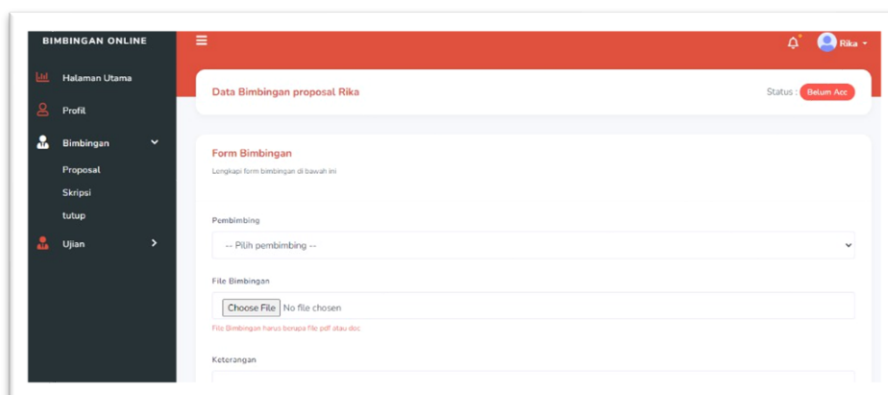 BIMBINGAN ONLINE
Rika
Halaman Utama
Profil
Bimbingan
Proposal
Skripsi
tutup
Ujian
Data Bimbingan proposal Rika
Status : Belum Acc
Form Bimbingan
Lengkapi form bimbingan di bawah ini
Pembimbing
-- Pilih pembimbing --
File Bimbingan
Choose File No file chosen
File Bimbingan harus berupa file pdf atau doc
Keterangan